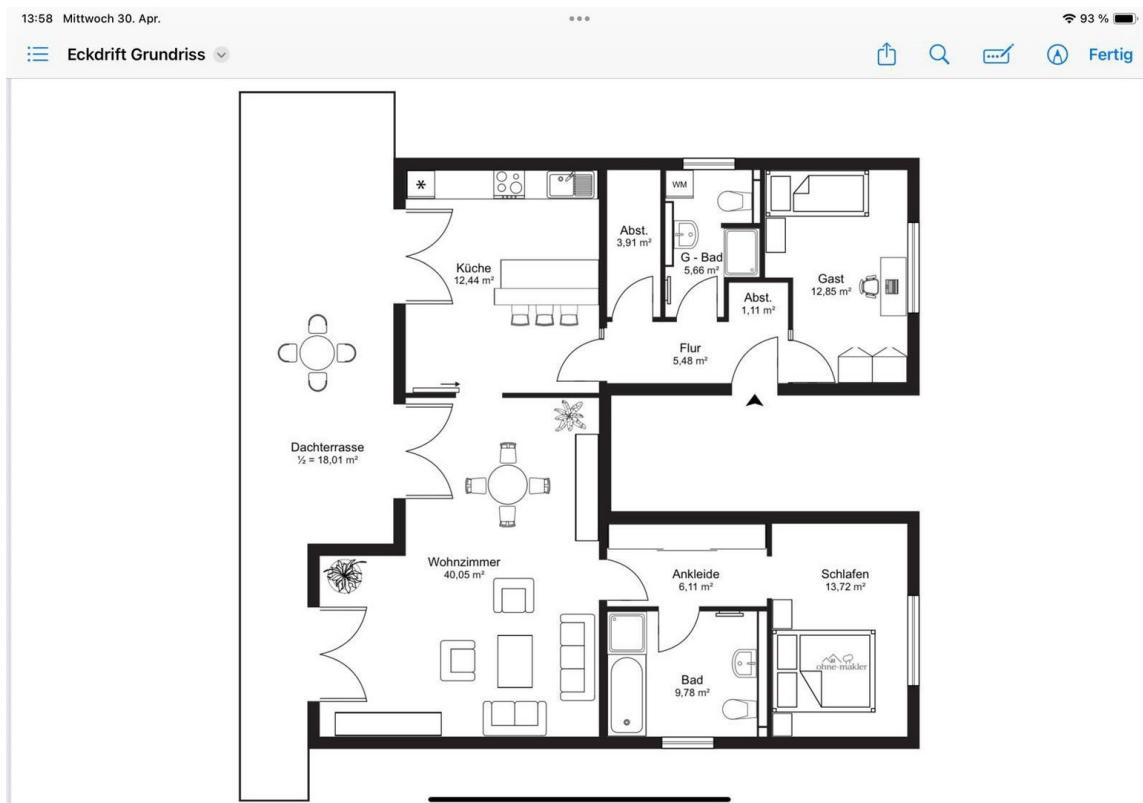 13:58 Mittwoch 30. Apr.
93 %
Eckdrift Grundriss
Fertig
*
WM
Abst.
3,91 m²
G - Bad
5,66 m²
Küche
12,44 m²
Gast
12,85 m²
Abst.
1,11 m²
Flur
5,48 m²
Dachterrasse
½ = 18,01 m²
Wohnzimmer
40,05 m²
Ankleide
6,11 m²
Schlafen
13,72 m²
ohne-makler
Bad
9,78 m²